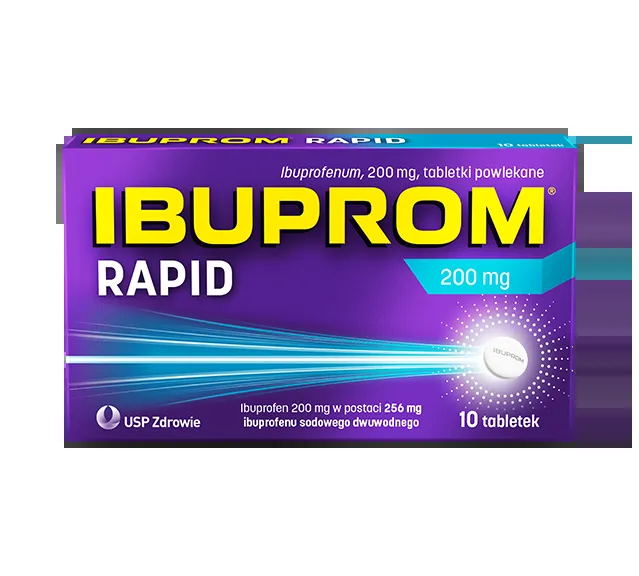 IBUPROM RAPID
10 tabletek
Ibuprofenum, 200 mg, tabletki powlekane
IBUPROM®
RAPID
200 mg
IBUPROM
USP Zdrowie
Ibuprofen 200 mg w postaci 256 mg
ibuprofenu sodowego dwuwodnego
10 tabletek